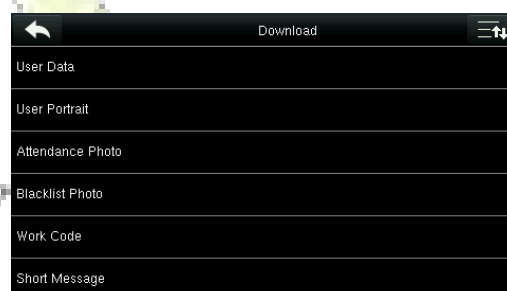 Download
User Data
User Portrait
Attendance Photo
Blacklist Photo
Work Code
Short Message